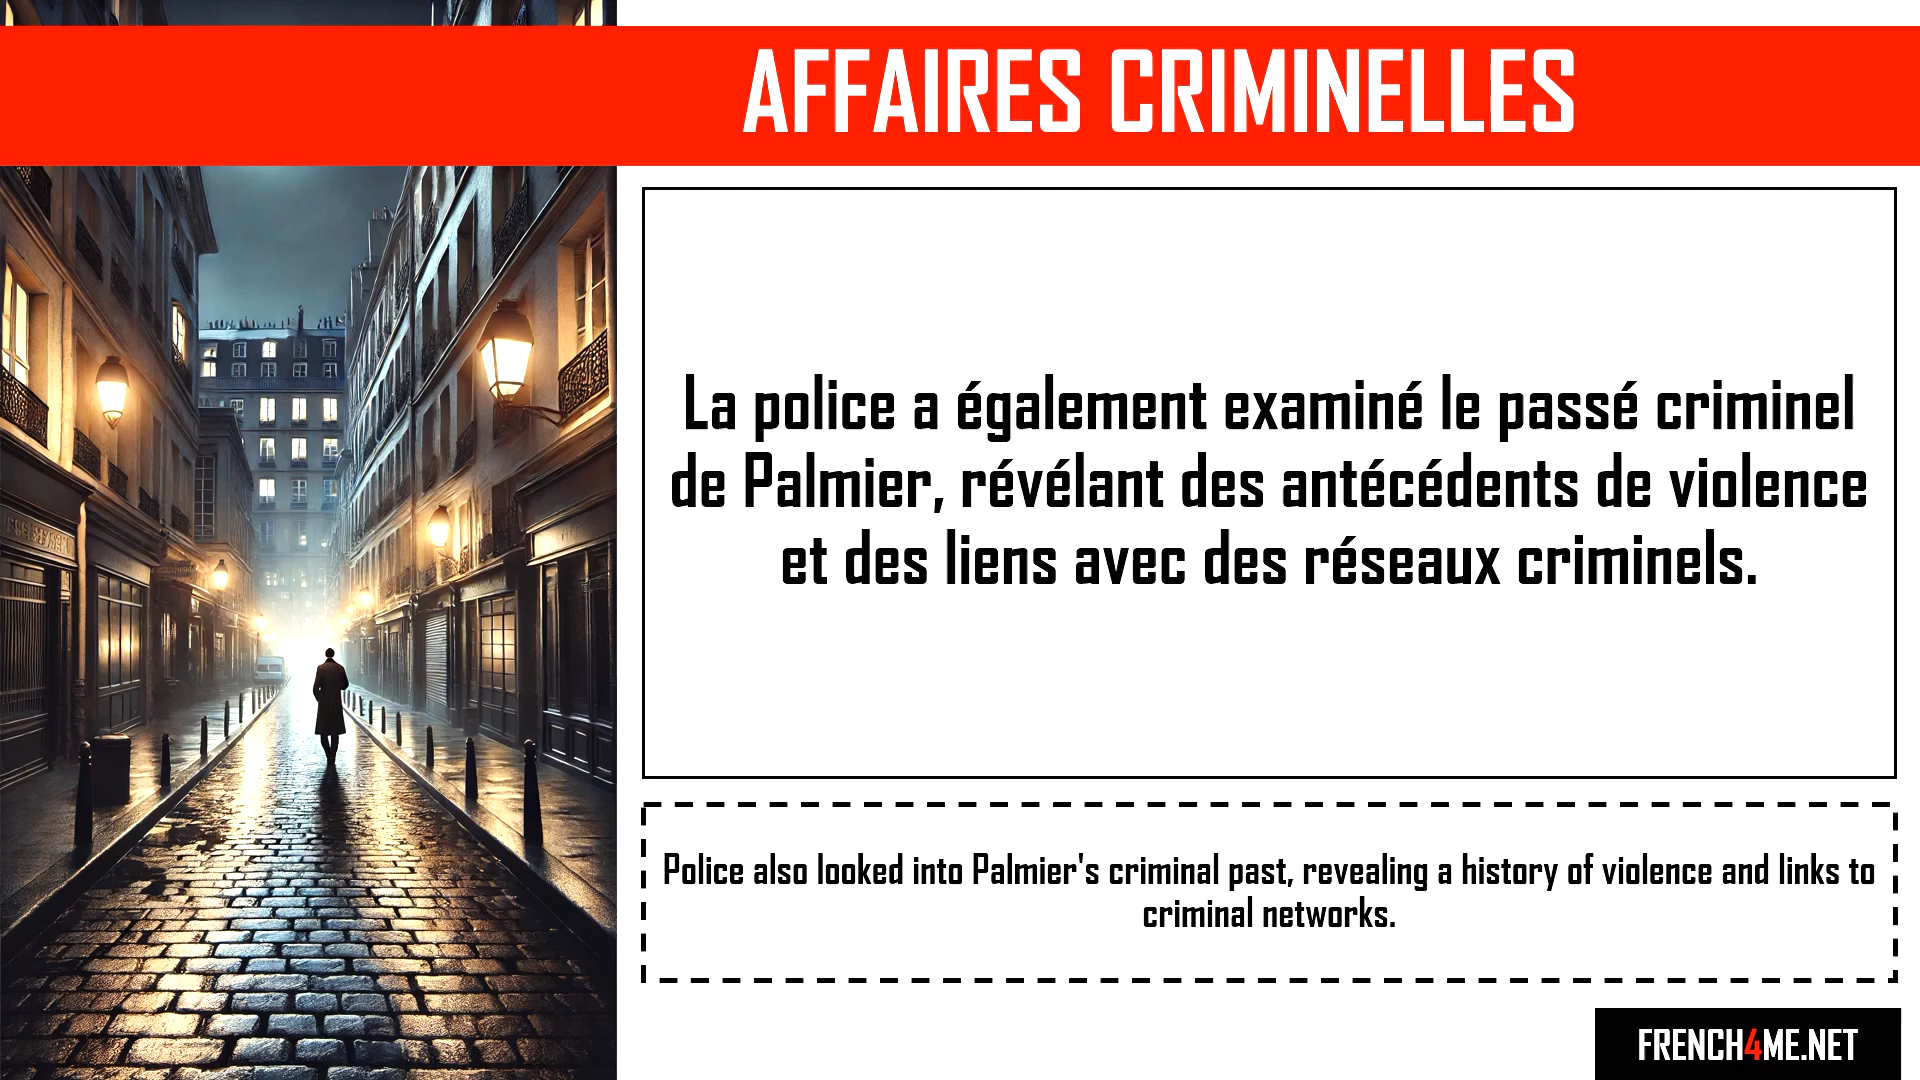 AFFAIRES CRIMINELLES
La police a également examiné le passé criminel
de Palmier, révélant des antécédents de violence
et des liens avec des réseaux criminels.
Police also looked into Palmier's criminal past, revealing a history of violence and links to
criminal networks.
FRENCH4ME.NET